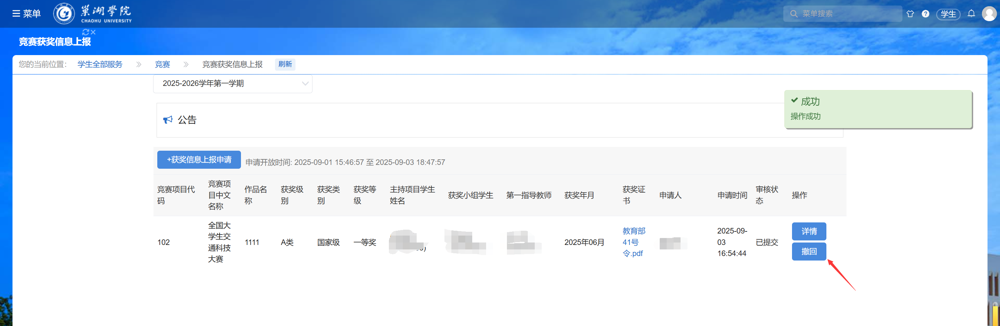 菜单
巢湖學院
CHAOHU UNIVERSITY
菜单搜索
学生
竞赛获奖信息上报
您的当前位置： 学生全部服务 竞赛 竞赛获奖信息上报 刷新
2025-2026学年第一学期
成功
操作成功
公告
+获奖信息上报申请 申请开放时间: 2025-09-01 15:46:57 至 2025-09-03 18:47:57
竞赛项目代
码
竞赛项
目中文
名称
作品名
称
获奖级
别
获奖类
别
获奖等
级
主持项目学生
姓名
获奖小组学生
第一指导教师
获奖年月
获奖证
书
申请人
申请时间
审核状
态
操作
102
全国大
学生交
通科技
大赛
1111
A类
国家级
一等奖
2025年06月
教育部
41号
令.pdf
2025-09-
03
16:54:44
已提交
详情
撤回